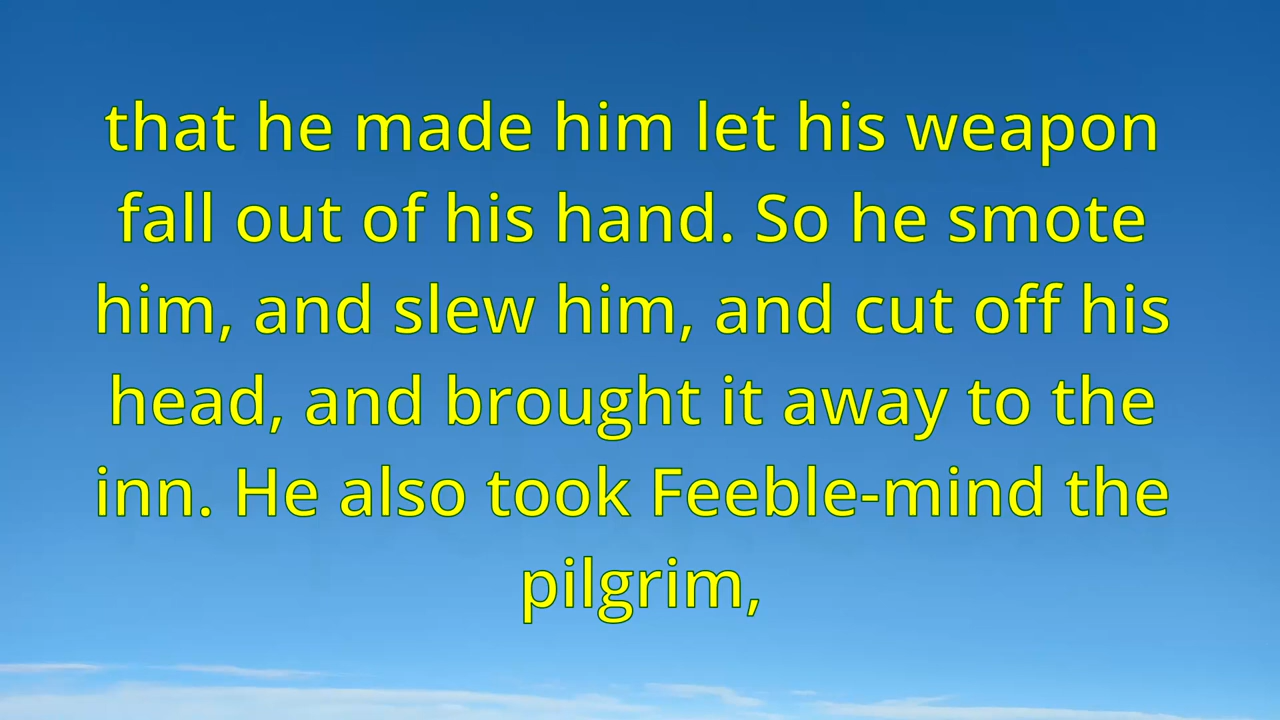 that he made him let his weapon
fall out of his hand. So he smote
him, and slew him, and cut off his
head, and brought it away to the
inn. He also took Feeble-mind the
pilgrim,